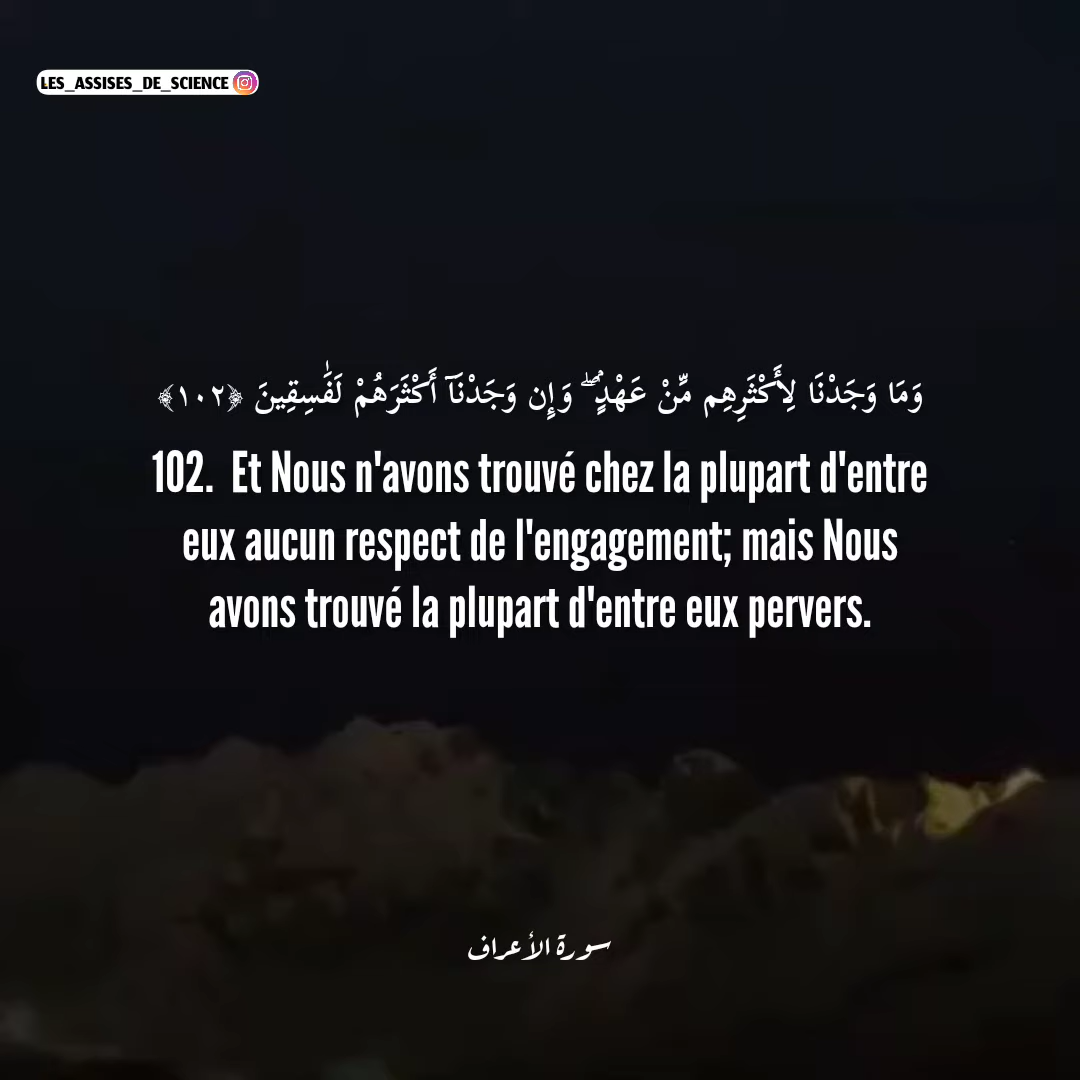 LES_ASSISES_DE_SCIENCE
وَمَا وَجَدْنَا لِأَكْثَرِهِم مِّنْ عَهْدٍۖ وَإِن وَجَدْنَآ أَكْثَرَهُمْ لَفَٰسِقِينَ ﴿١٠٢﴾
102. Et Nous n'avons trouvé chez la plupart d'entre
eux aucun respect de l'engagement; mais Nous
avons trouvé la plupart d'entre eux pervers.
سورة الأعراف